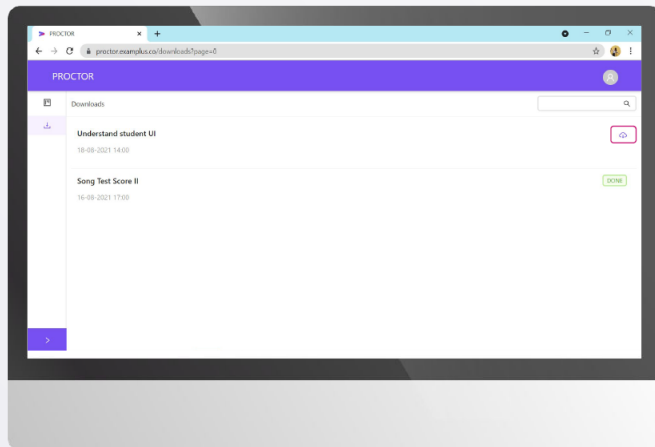 PROCTOR
proctor.examplus.co/downloads?page=0
PROCTOR
Downloads
Understand student UI
18-08-2021 14:00
Song Test Score II
16-08-2021 17:00
DONE